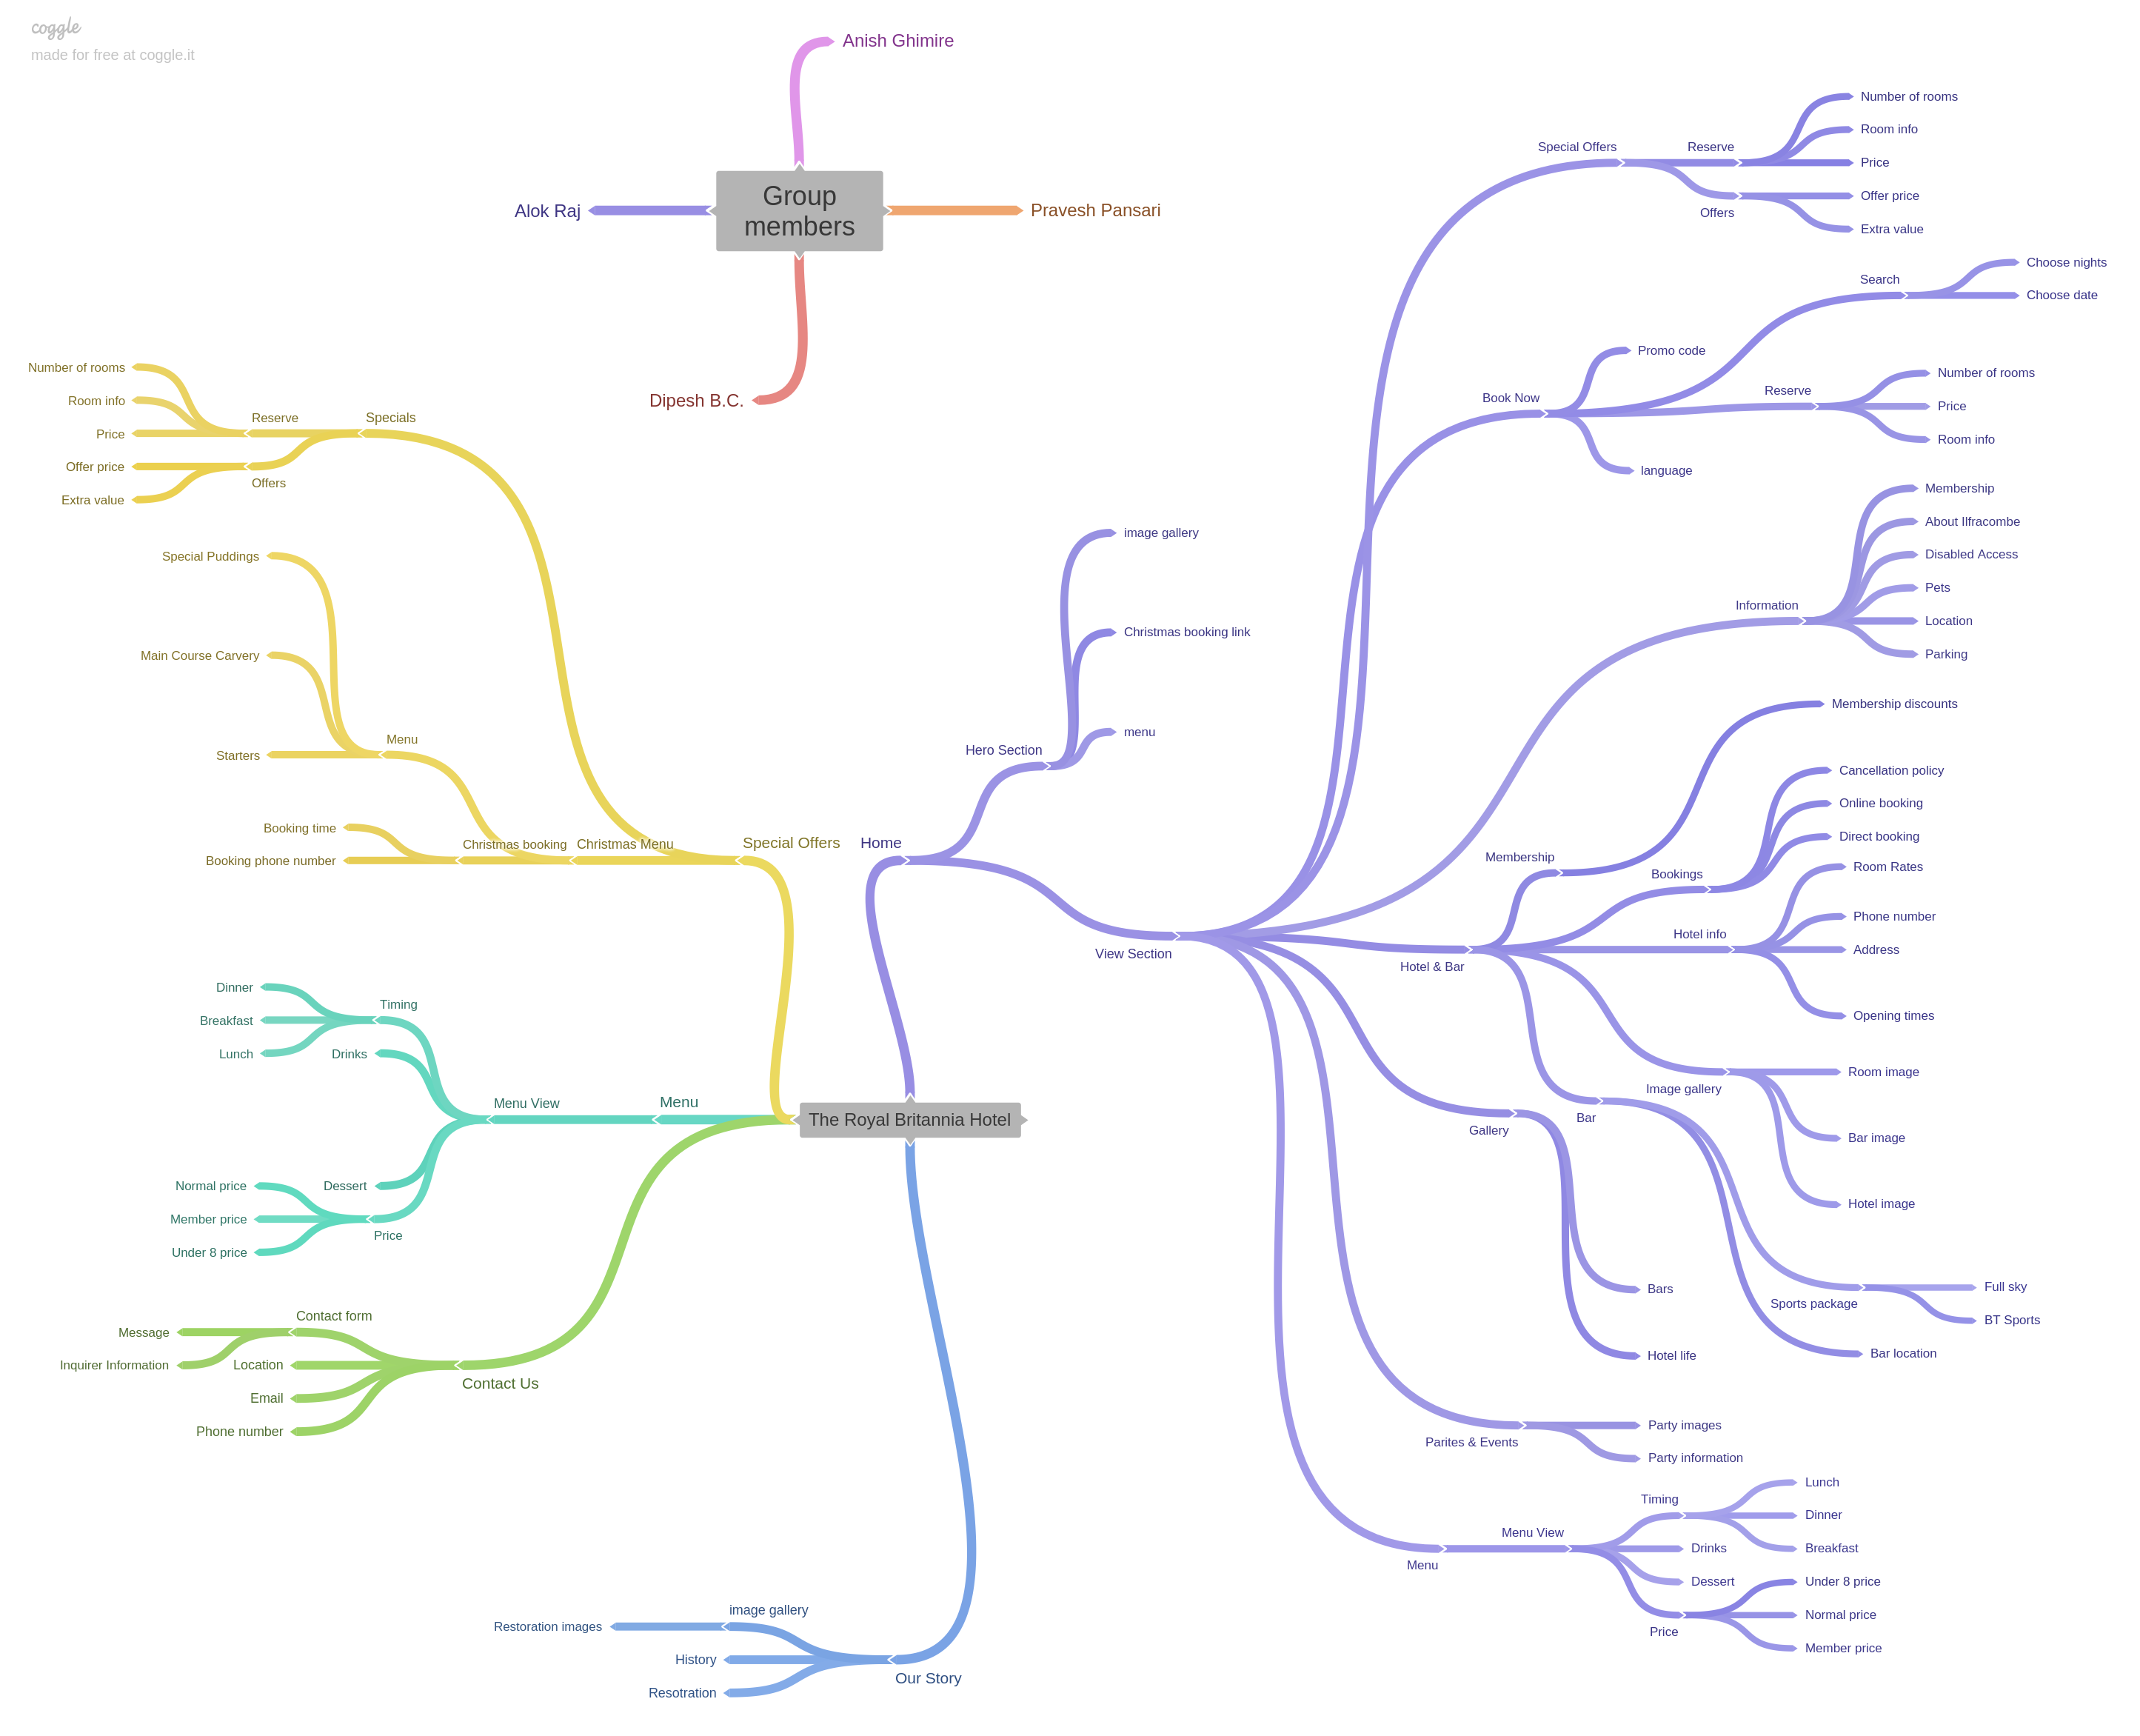 coggle
made for free at coggle.it
Anish Ghimire
Group
members
Alok Raj
Pravesh Pansari
Dipesh B.C.
Number of rooms
Room info
Price
Offer price
Extra value
Reserve
Offers
Specials
Special Puddings
Main Course Carvery
Starters
Menu
Booking time
Booking phone number
Christmas booking
Christmas Menu
Special Offers
Dinner
Breakfast
Lunch
Timing
Drinks
Menu View
Menu
Normal price
Member price
Under 8 price
Dessert
Price
Message
Inquirer Information
Contact form
Location
Email
Phone number
Contact Us
The Royal Britannia Hotel
Restoration images
image gallery
History
Resotration
Our Story
Home
Hero Section
image gallery
Christmas booking link
menu
View Section
Special Offers
Reserve
Number of rooms
Room info
Price
Offers
Offer price
Extra value
Book Now
Promo code
Search
Choose nights
Choose date
Reserve
Number of rooms
Price
Room info
language
Information
Membership
About Ilfracombe
Disabled Access
Pets
Location
Parking
Hotel & Bar
Membership
Membership discounts
Bookings
Cancellation policy
Online booking
Direct booking
Hotel info
Room Rates
Phone number
Address
Opening times
Image gallery
Room image
Bar image
Hotel image
Bar
Sports package
Full sky
BT Sports
Bar location
Gallery
Bars
Hotel life
Parites & Events
Party images
Party information
Menu
Menu View
Timing
Lunch
Dinner
Breakfast
Drinks
Dessert
Price
Under 8 price
Normal price
Member price